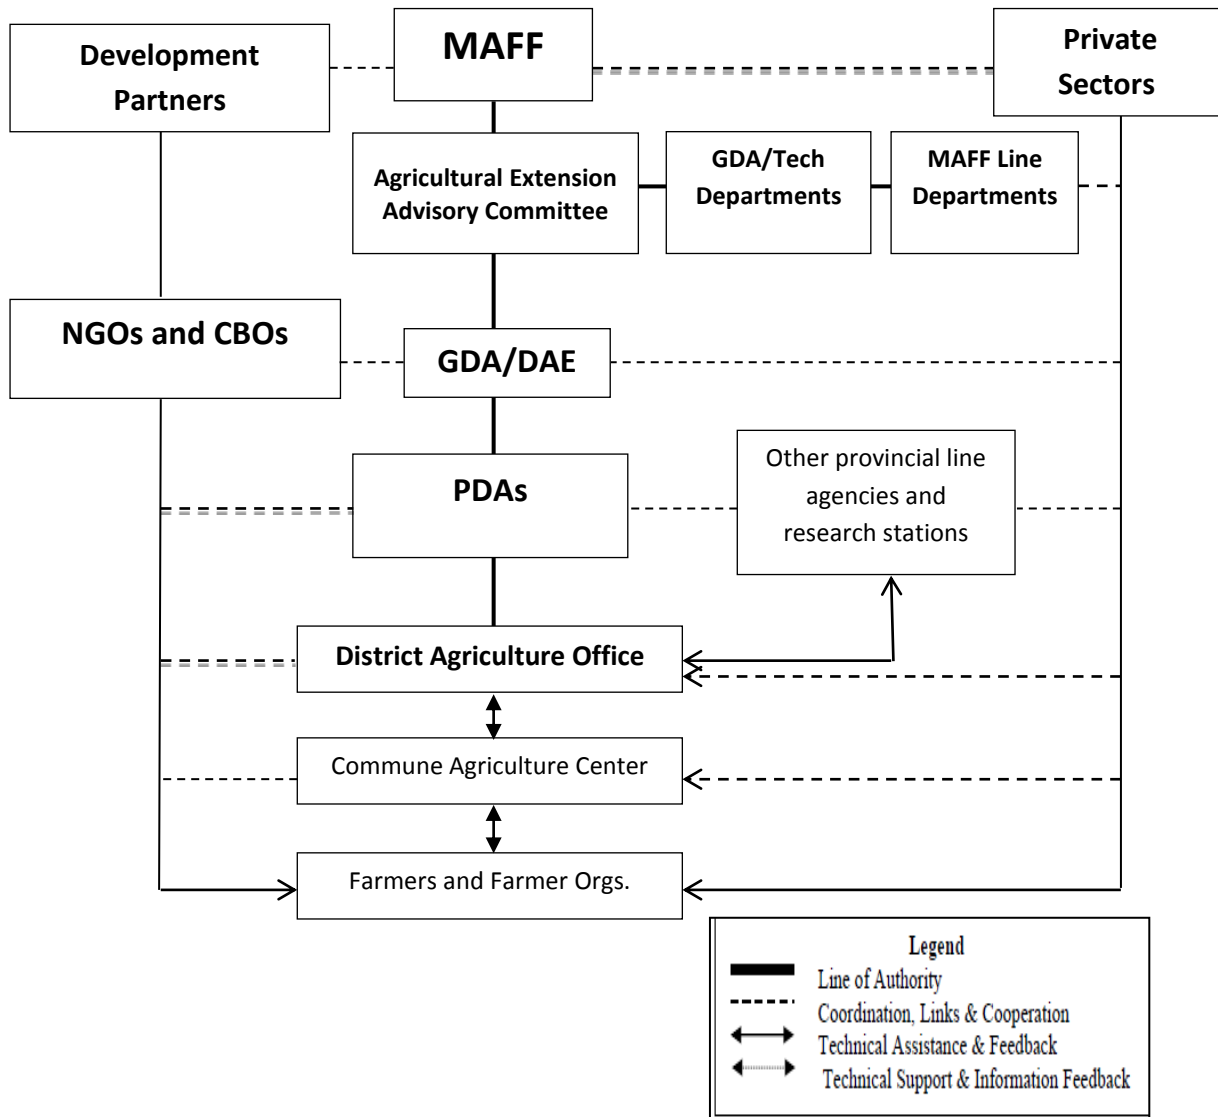 Development
Partners
MAFF
Private
Sectors
Agricultural Extension
Advisory Committee
GDA/Tech
Departments
MAFF Line
Departments
NGOs and CBOs
GDA/DAE
PDAs
Other provincial line
agencies and
research stations
District Agriculture Office
Commune Agriculture Center
Farmers and Farmer Orgs.
Legend
Line of Authority
Coordination, Links & Cooperation
Technical Assistance & Feedback
Technical Support & Information Feedback